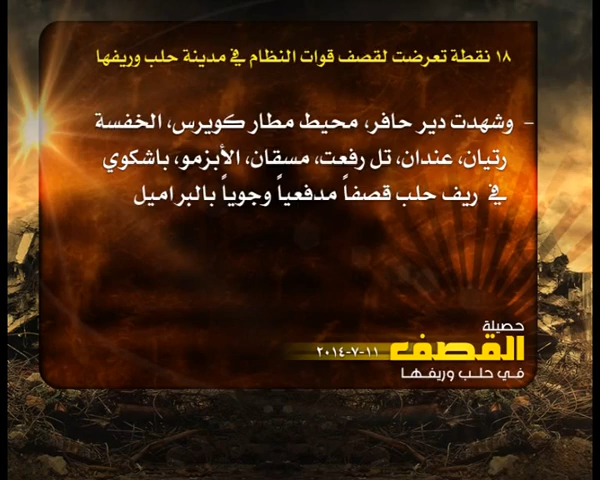 ١٨ نقطة تعرضت لقصف قوات النظام في مدينة حلب وريفها
- وشهدت دير حافر، محيط مطار كويرس، الخفسة
رتيان، عندان، تل رفعت، مسقان، الأبزمو، باشكوي
في ريف حلب قصفاً مدفعياً وجوياً بالبراميل
حصيلة
القصف
١١-٧-٢٠١٤
في حلب وريفها